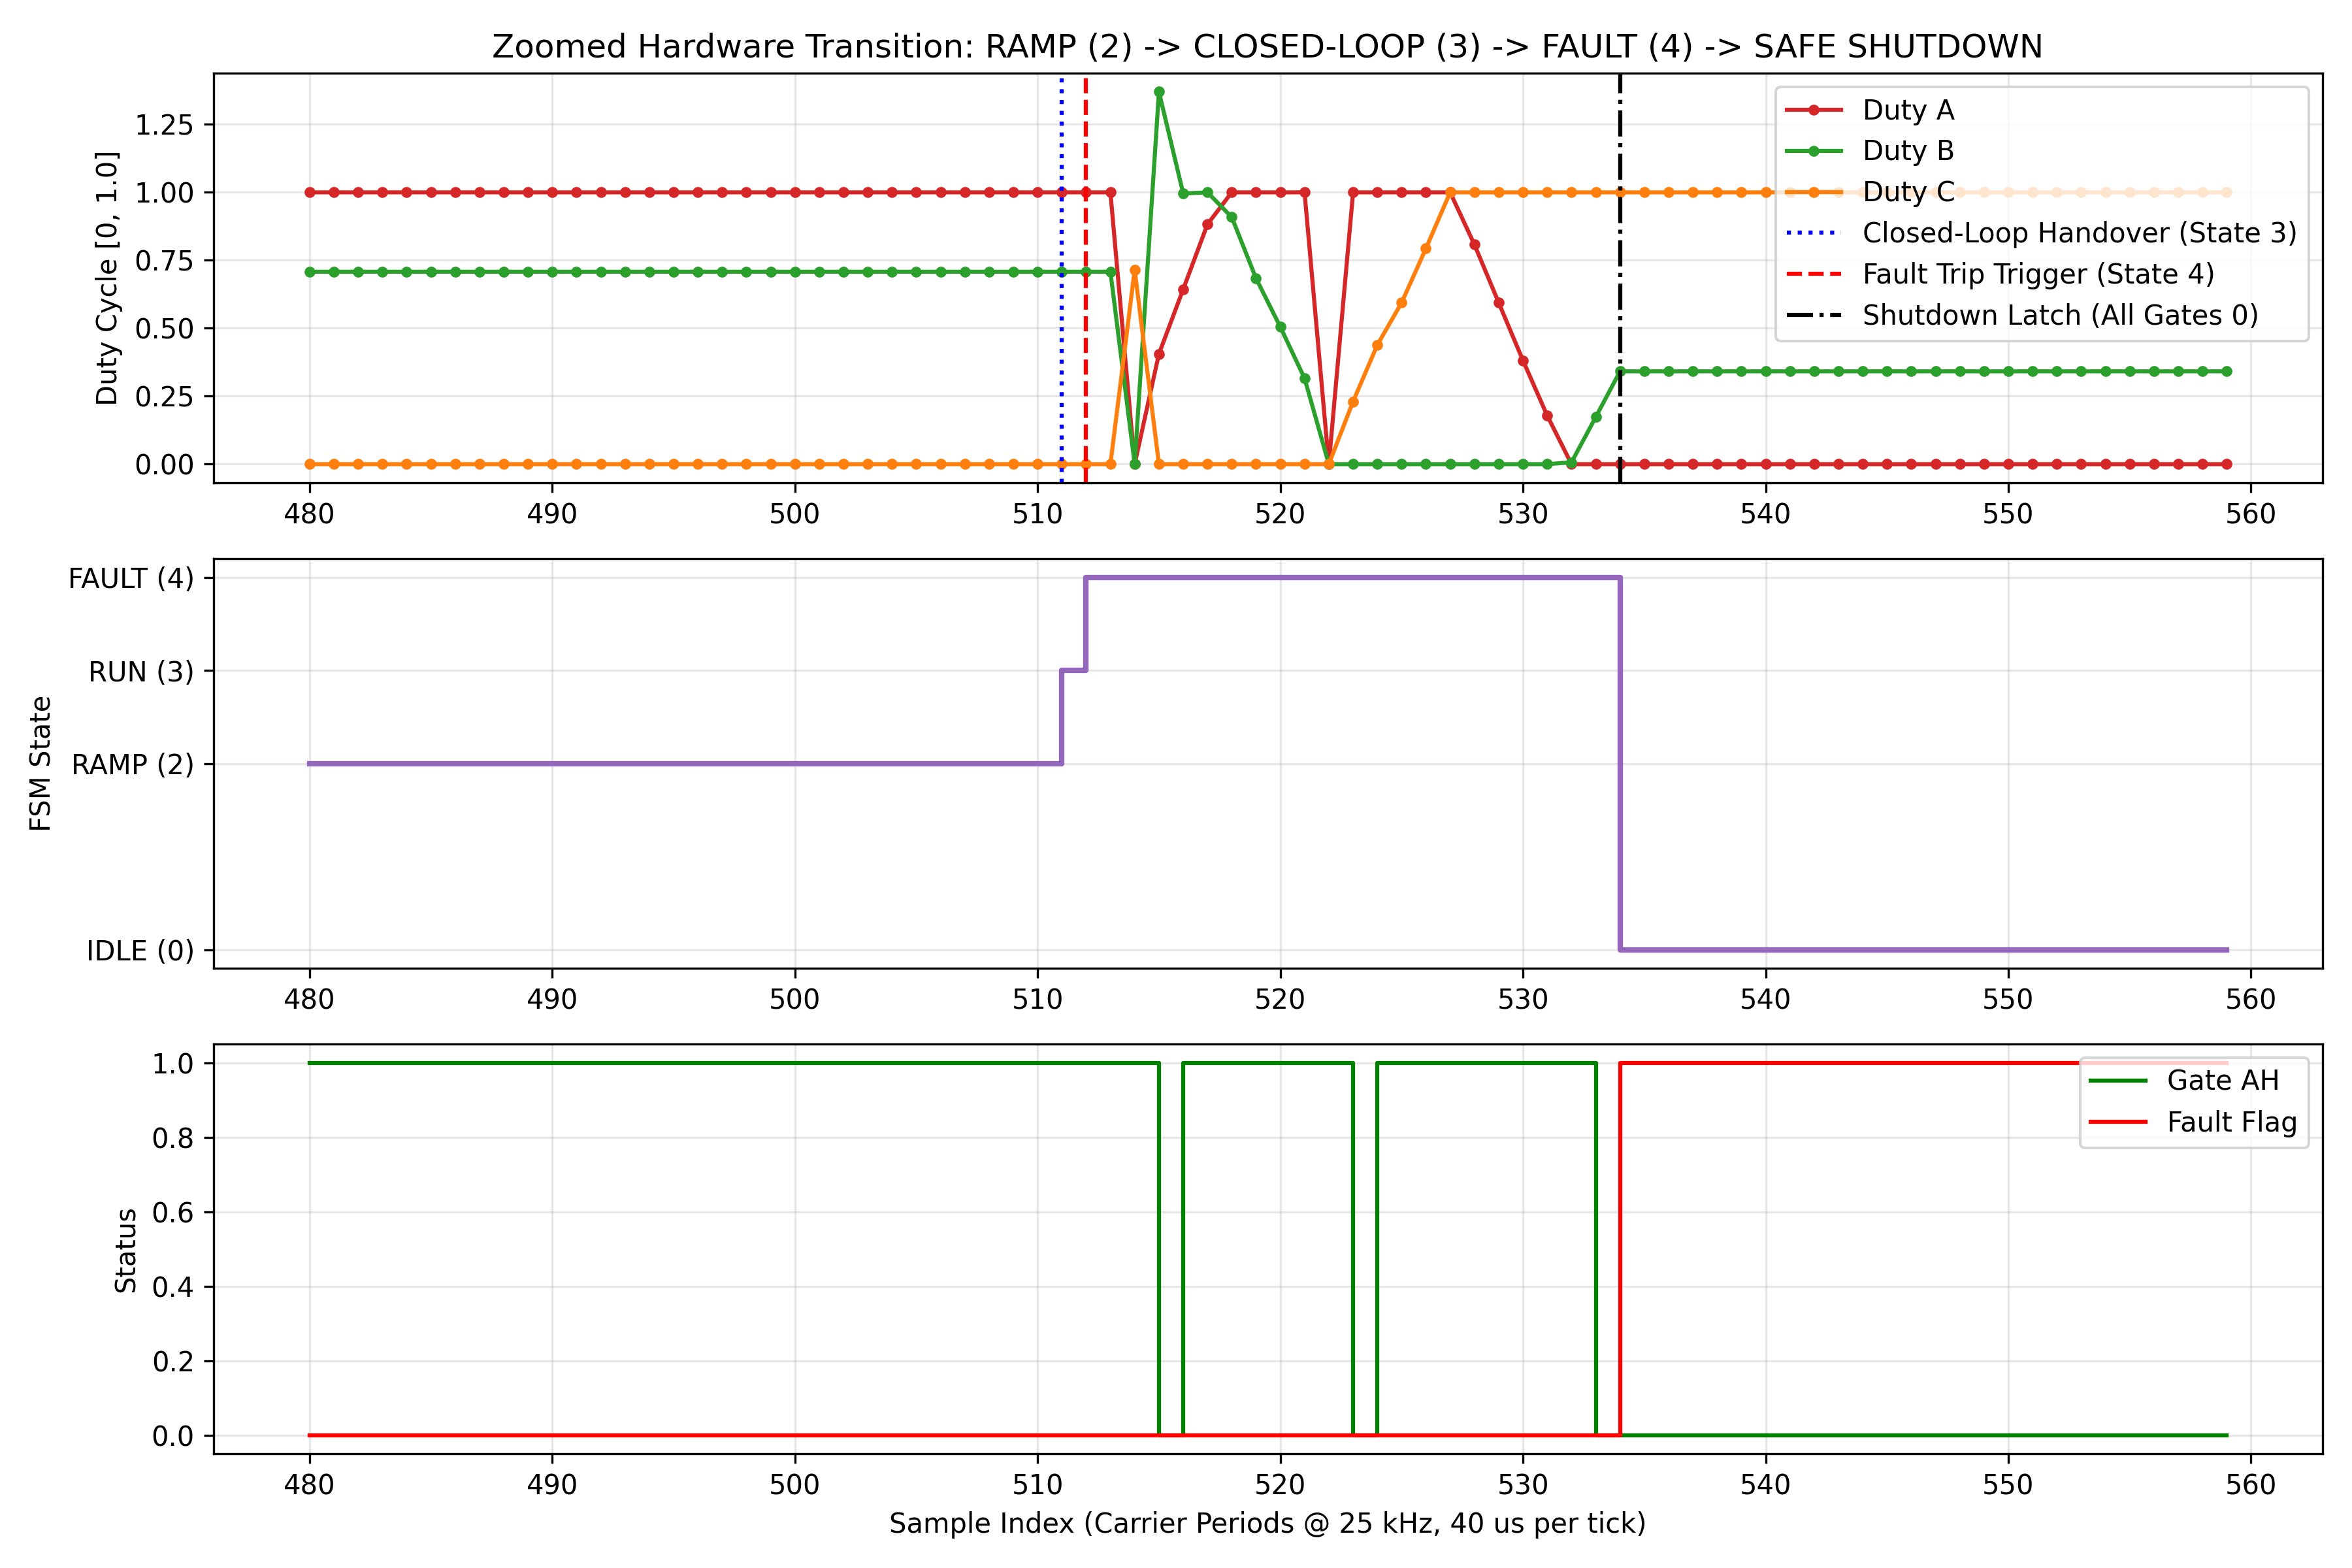 Zoomed Hardware Transition: RAMP (2) -> CLOSED-LOOP (3) -> FAULT (4) -> SAFE SHUTDOWN
Duty Cycle [0, 1.0]
1.25
1.00
0.75
0.50
0.25
0.00
Duty A
Duty B
Duty C
Closed-Loop Handover (State 3)
Fault Trip Trigger (State 4)
Shutdown Latch (All Gates 0)
480 490 500 510 520 530 540 550 560
FSM State
FAULT (4)
RUN (3)
RAMP (2)
IDLE (0)
480 490 500 510 520 530 540 550 560
Status
1.0
0.8
0.6
0.4
0.2
0.0
Gate AH
Fault Flag
480 490 500 510 520 530 540 550 560
Sample Index (Carrier Periods @ 25 kHz, 40 us per tick)